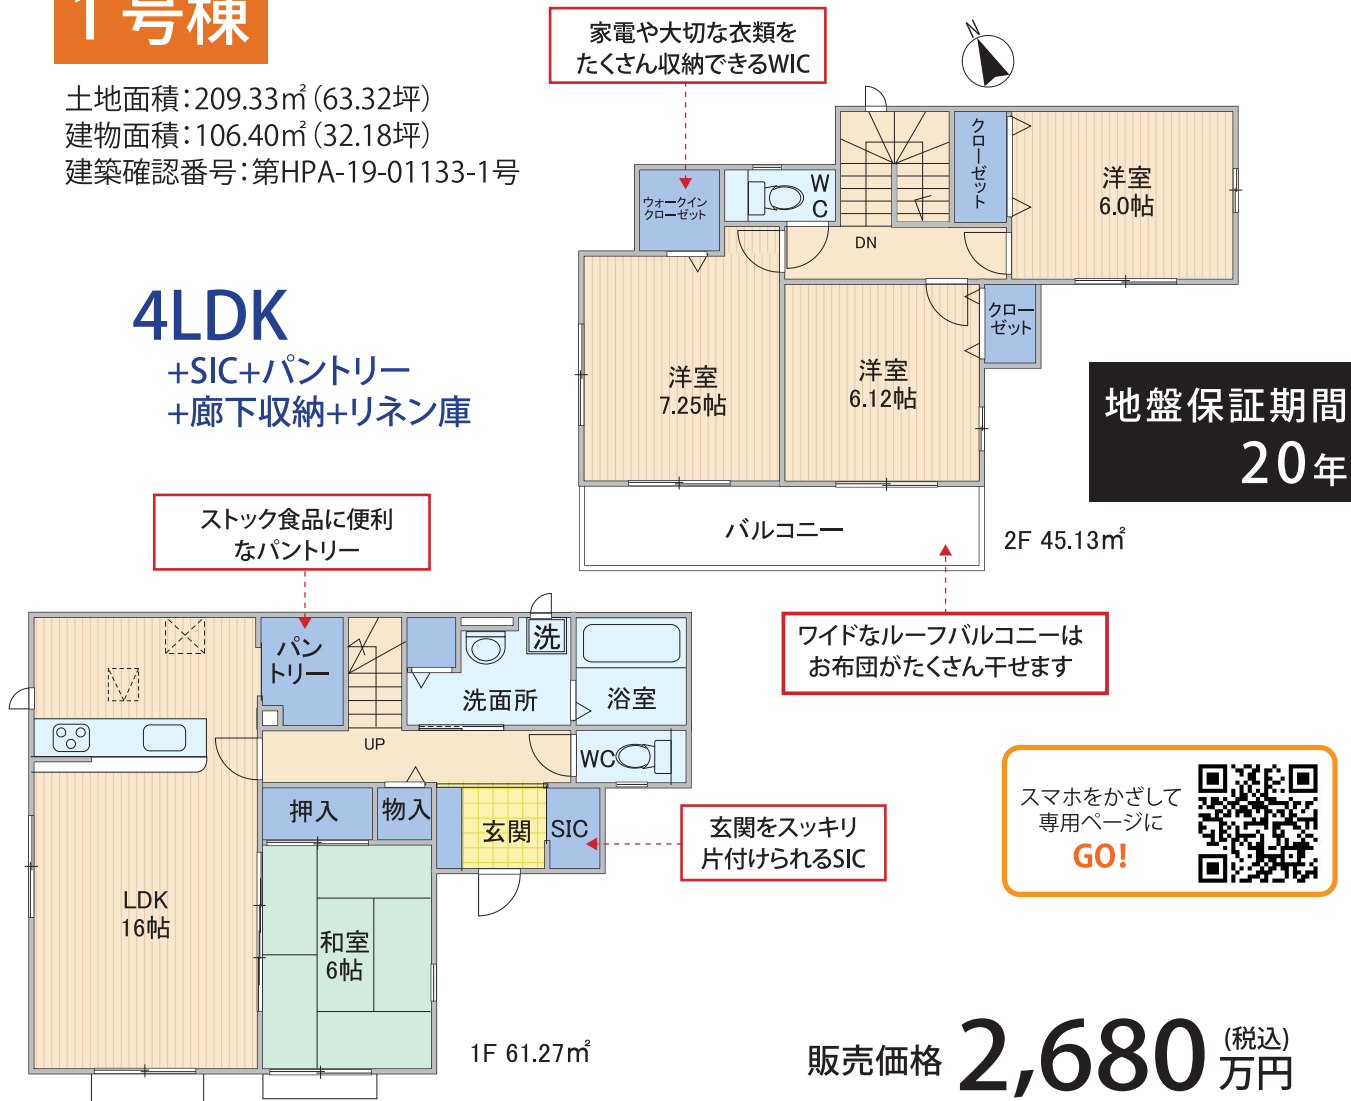 1号棟
土地面積：209.33㎡（63.32坪）
建物面積：106.40㎡（32.18坪）
建築確認番号：第HPA-19-01133-1号
4LDK
+SIC+パントリー
+廊下収納+リネン庫
家電や大切な衣類を
たくさん収納できるWIC
N
ウォークイン
クローゼット
W
C
クローゼット
洋室
6.0帖
DN
クロー
ゼット
洋室
7.25帖
洋室
6.12帖
バルコニー
2F 45.13㎡
地盤保証期間
20年
ストック食品に便利
なパントリー
ワイドなルーフバルコニーは
お布団がたくさん干せます
パン
トリー
洗
洗面所
浴室
UP
WC
押入
物入
玄関
SIC
玄関をスッキリ
片付けられるSIC
LDK
16帖
和室
6帖
1F 61.27㎡
スマホをかざして
専用ページに
GO!
販売価格 2,680万円(税込)